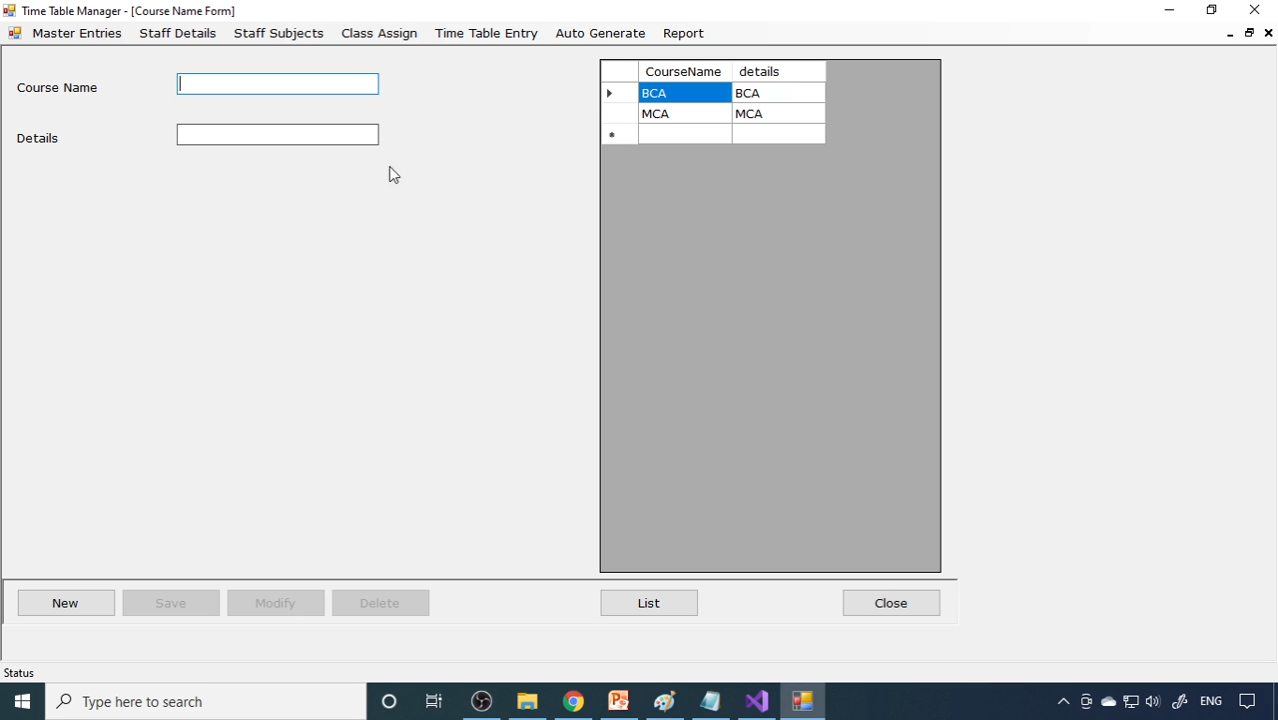 Time Table Manager - [Course Name Form]
Master Entries Staff Details Staff Subjects Class Assign Time Table Entry Auto Generate Report
Course Name
Details
CourseName details
BCA BCA
MCA MCA
New Save Modify Delete List Close
Status
Type here to search
ENG